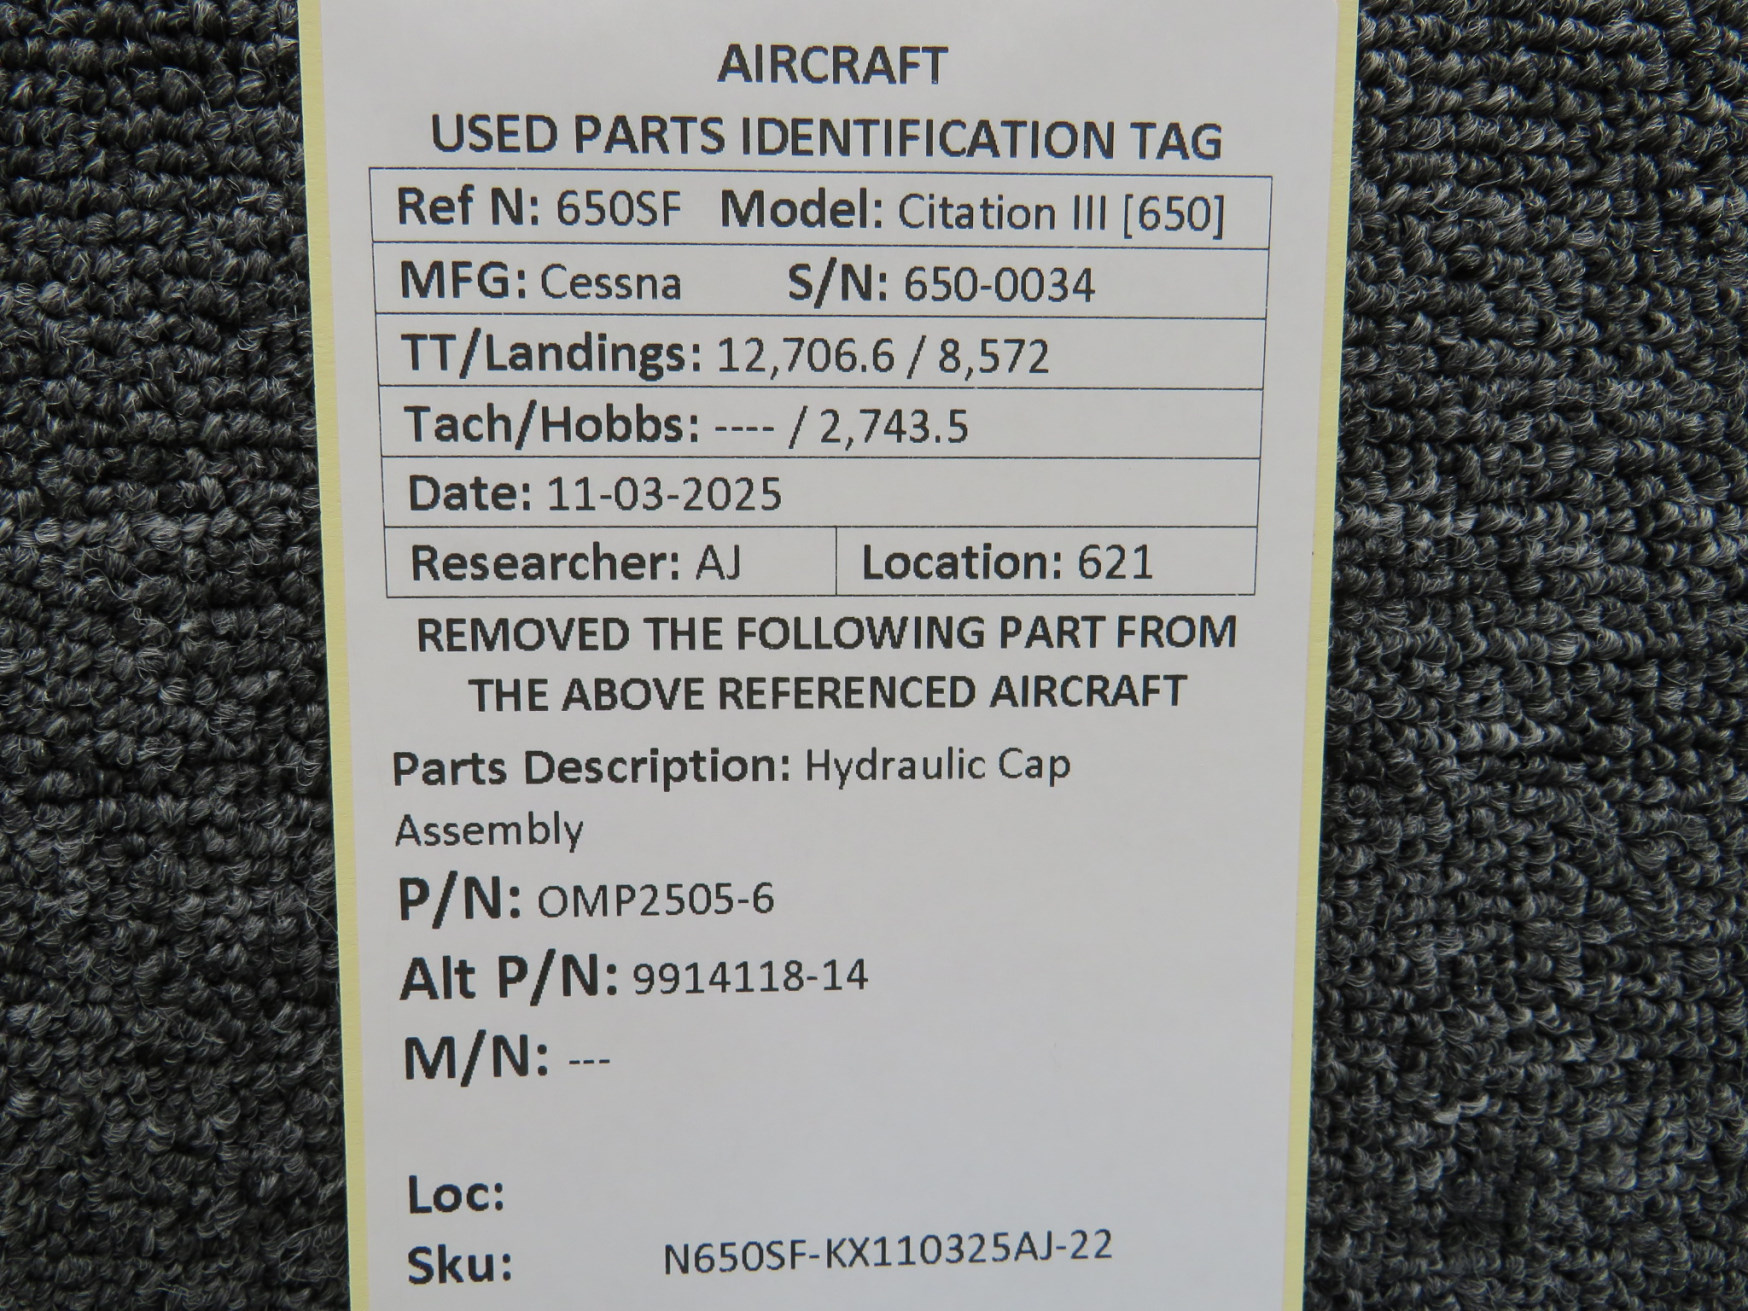 AIRCRAFT
USED PARTS IDENTIFICATION TAG
Ref N: 650SF Model: Citation III [650]
MFG: Cessna S/N: 650-0034
TT/Landings: 12,706.6 / 8,572
Tach/Hobbs: ---- / 2,743.5
Date: 11-03-2025
Researcher: AJ Location: 621
REMOVED THE FOLLOWING PART FROM
THE ABOVE REFERENCED AIRCRAFT
Parts Description: Hydraulic Cap
Assembly
P/N: OMP2505-6
Alt P/N: 9914118-14
M/N: ---
Loc:
Sku: N650SF-KX110325AJ-22